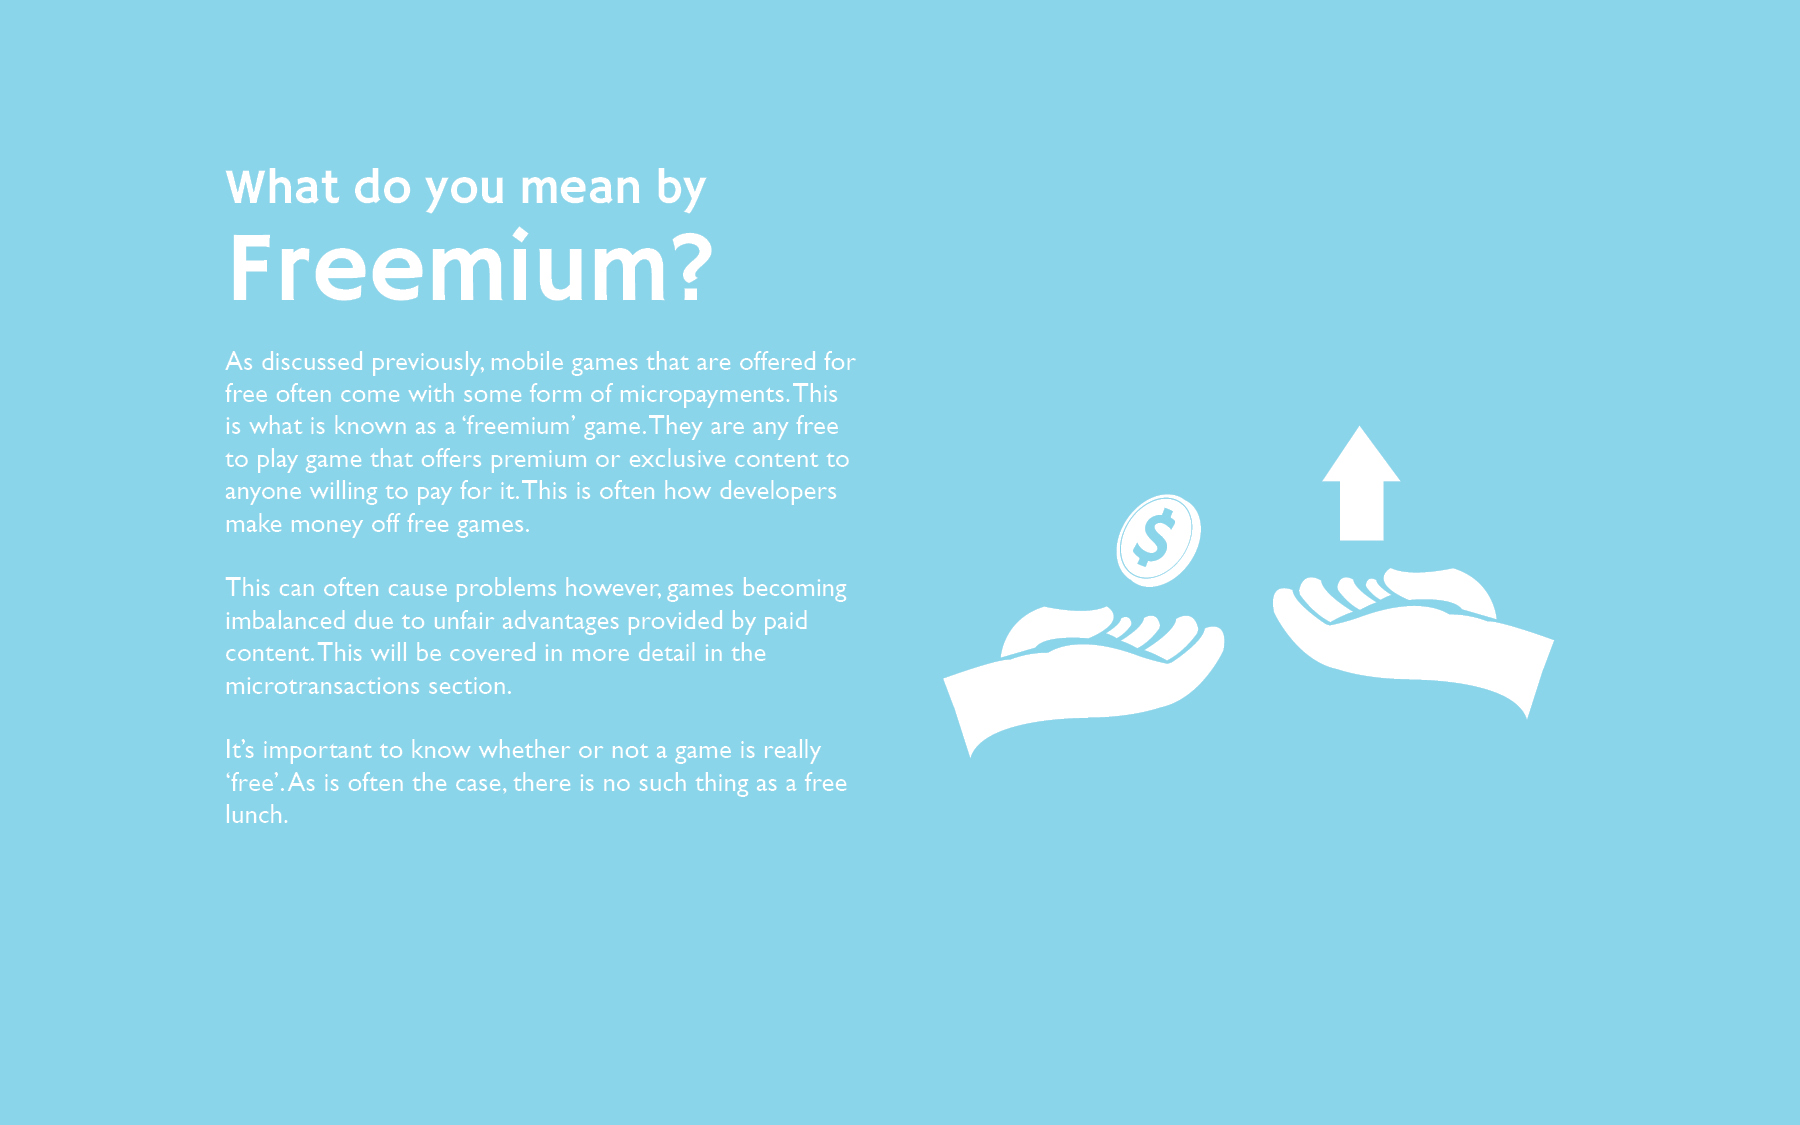 What do you mean by
Freemium?
As discussed previously, mobile games that are offered for
free often come with some form of micropayments. This
is what is known as a ‘freemium’ game. They are any free
to play game that offers premium or exclusive content to
anyone willing to pay for it. This is often how developers
make money off free games.
This can often cause problems however, games becoming
imbalanced due to unfair advantages provided by paid
content. This will be covered in more detail in the
microtransactions section.
It’s important to know whether or not a game is really
‘free’. As is often the case, there is no such thing as a free
lunch.
$